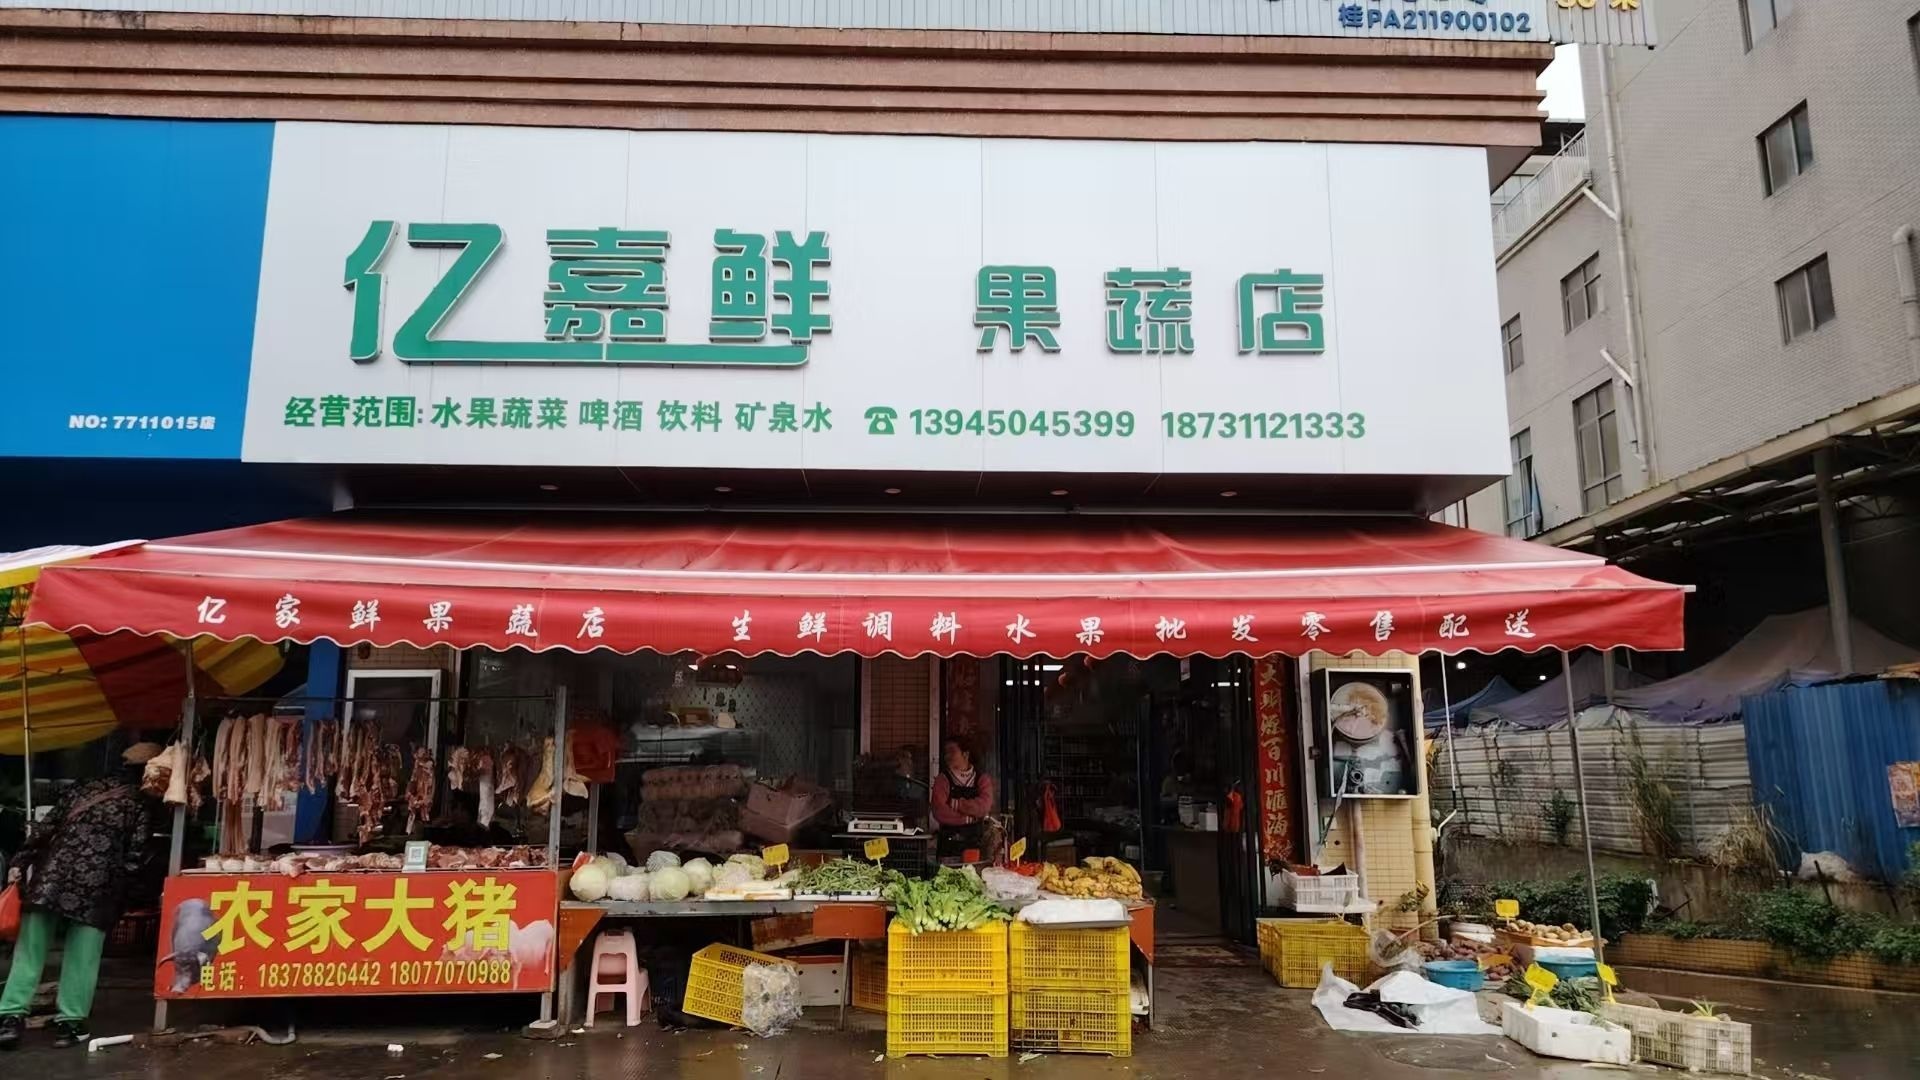 桂PA211900102
亿嘉鲜 果蔬店
经营范围:水果蔬菜 啤酒 饮料 矿泉水 ☎13945045399 18731121333
NO: 7711015店
亿家鲜果蔬店 生鲜调料水果批发零售配送
大财源百川汇海
农家大猪
电话: 18378826442 18077070988